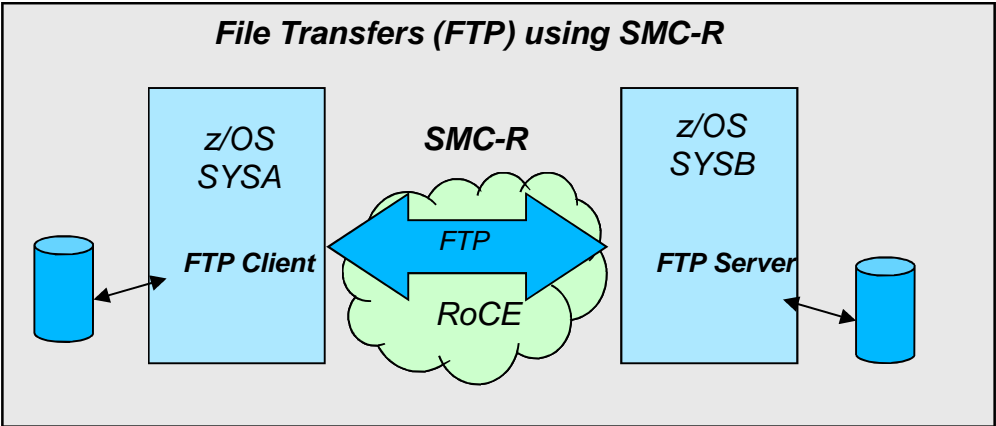 File Transfers (FTP) using SMC-R
z/OS
SYSA
FTP Client
SMC-R
FTP
RoCE
z/OS
SYSB
FTP Server